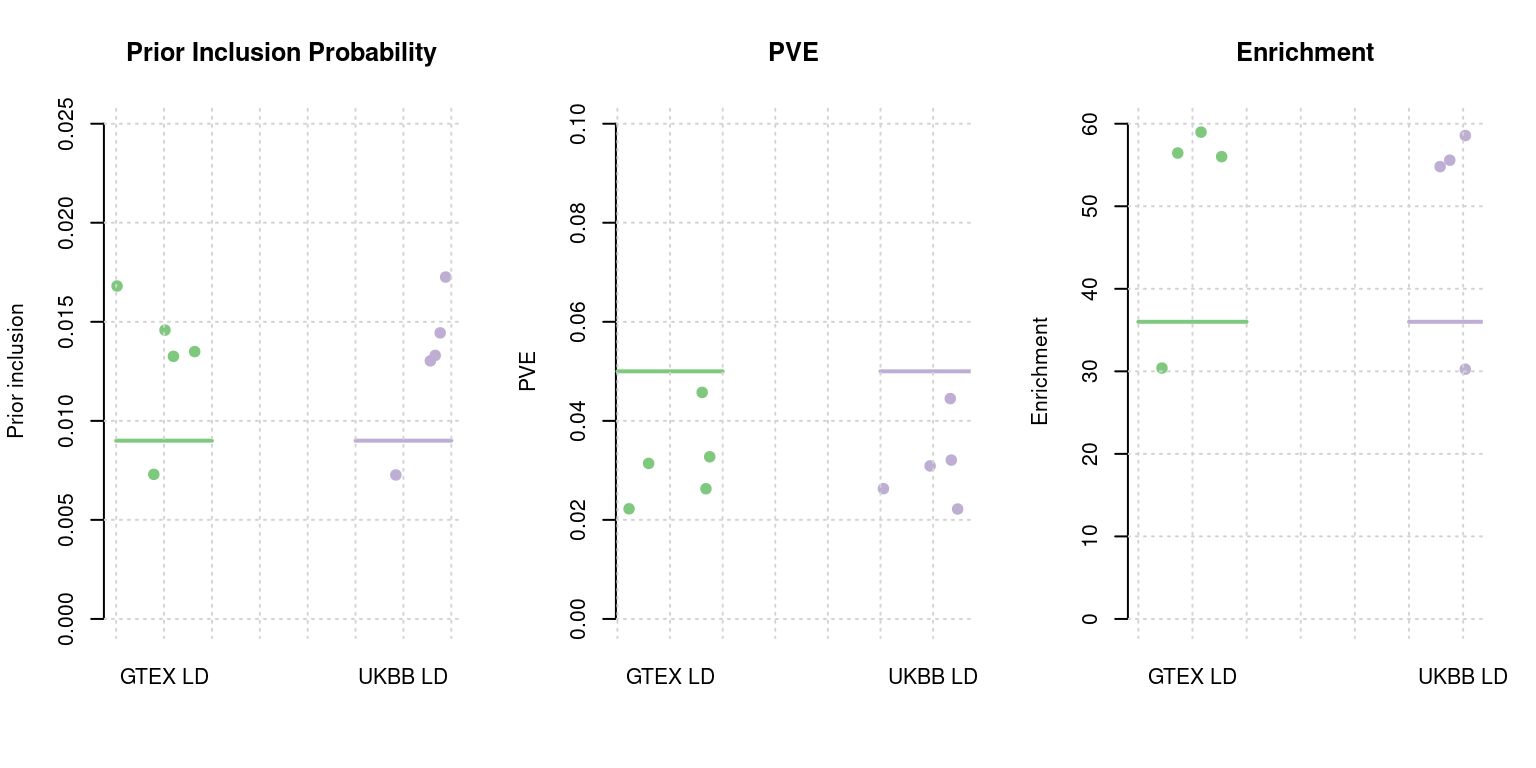 Prior Inclusion Probability
Prior inclusion
0.025
0.020
0.015
0.010
0.005
0.000
GTEX LD
UKBB LD
PVE
PVE
0.10
0.08
0.06
0.04
0.02
0.00
GTEX LD
UKBB LD
Enrichment
Enrichment
60
50
40
30
20
10
0
GTEX LD
UKBB LD